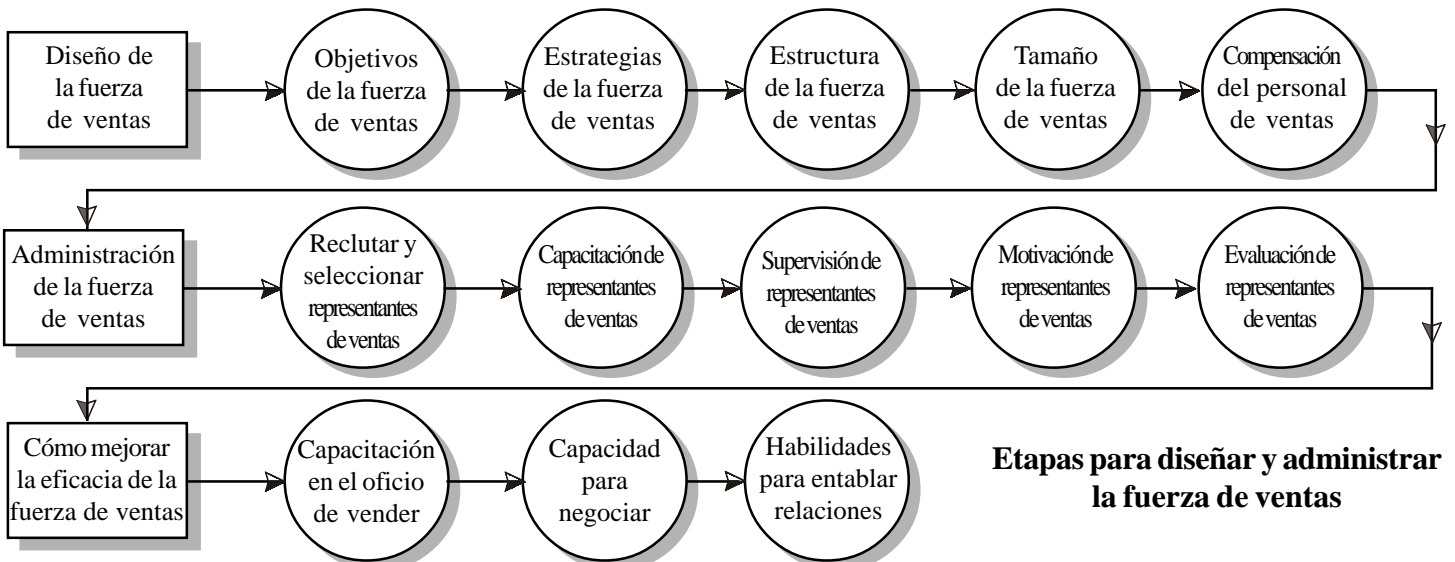 Diseño de
la fuerza
de ventas
Objetivos
de la fuerza
de ventas
Estrategias
de la fuerza
de ventas
Estructura
de la fuerza
de ventas
Tamaño
de la fuerza
de ventas
Compensación
del personal
de ventas
Administración
de la fuerza
de ventas
Reclutar y
seleccionar
representantes
de ventas
Capacitación de
representantes
de ventas
Supervisión de
representantes
de ventas
Motivación de
representantes
de ventas
Evaluación de
representantes
de ventas
Cómo mejorar
la eficacia de la
fuerza de ventas
Capacitación
en el oficio
de vender
Capacidad
para
negociar
Habilidades
para entablar
relaciones
Etapas para diseñar y administrar
la fuerza de ventas